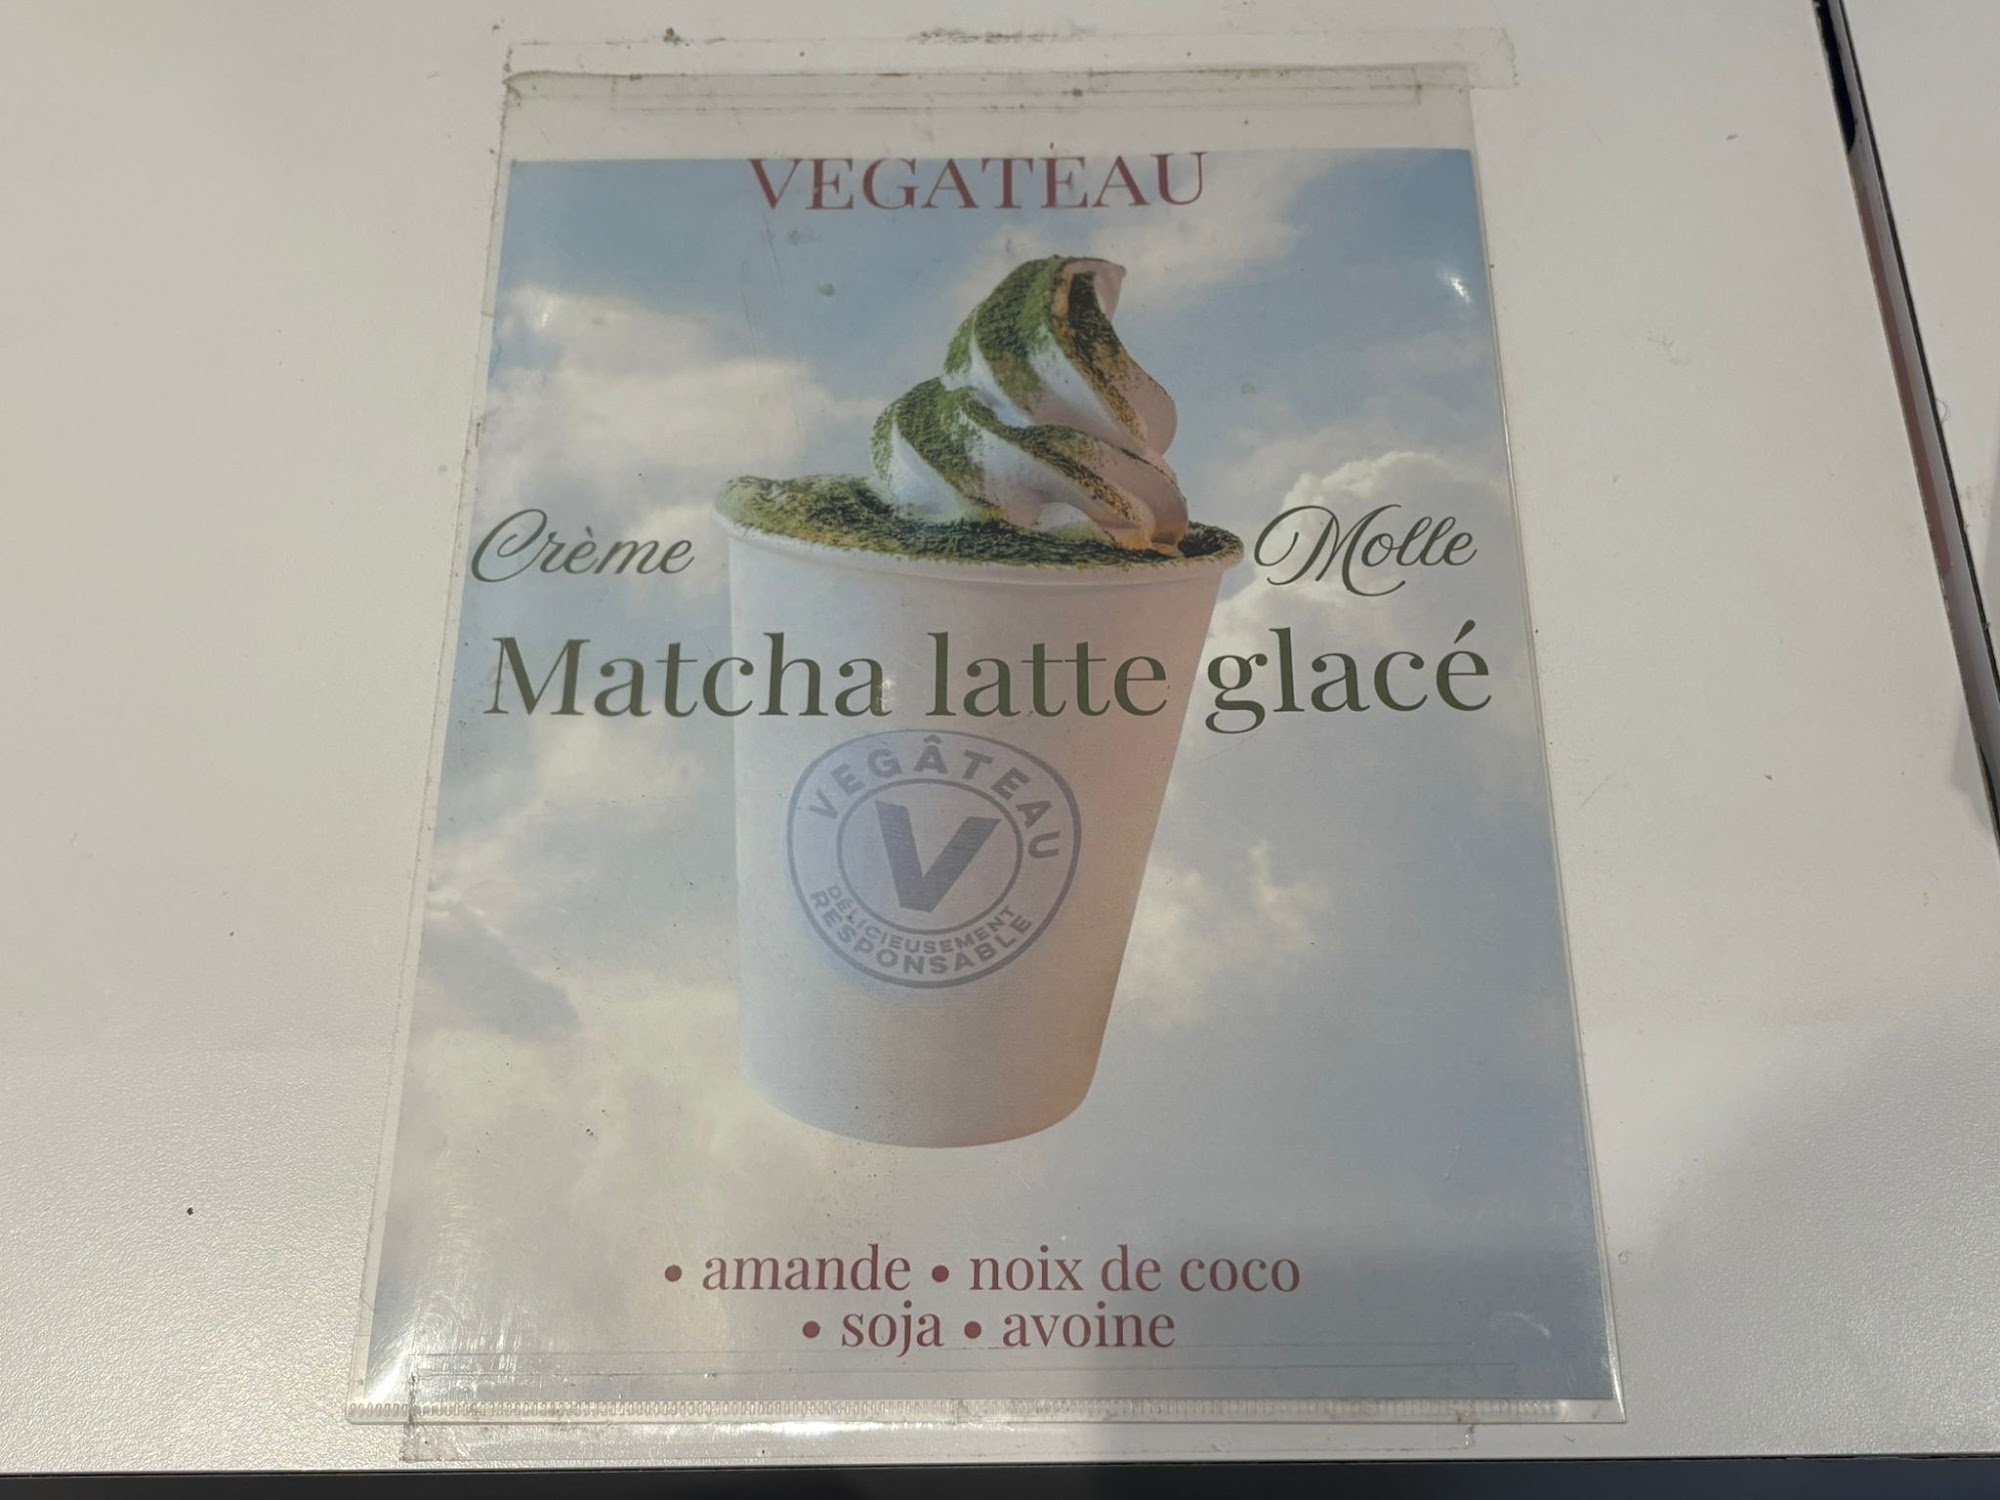 VEGATEAU
Crème Molle
Matcha latte glacé
VEGÂTEAU
V
DÉLICIEUSEMENT
RESPONSABLE
• amande • noix de coco
• soja • avoine